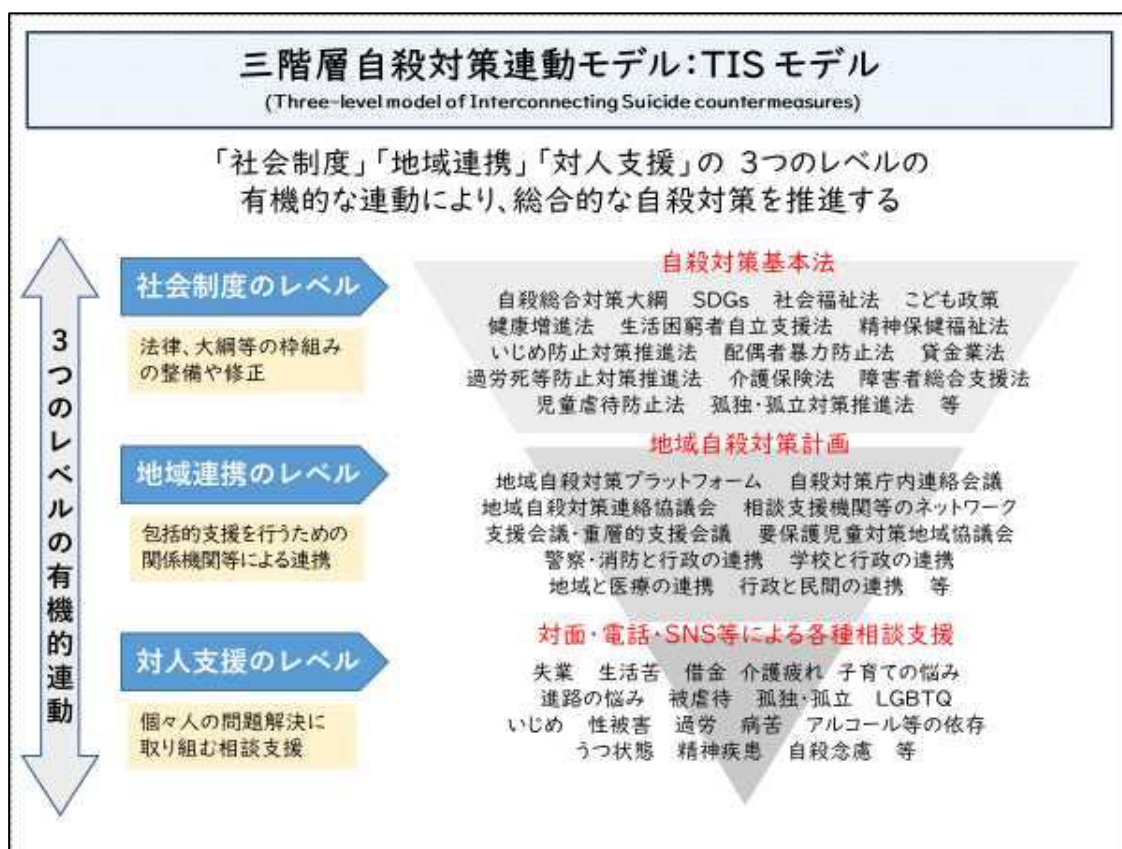 三階層自殺対策連動モデル：TISモデル
(Three-level model of Interconnecting Suicide countermeasures)
「社会制度」「地域連携」「対人支援」の 3つのレベルの
有機的な連動により、総合的な自殺対策を推進する
3つのレベルの有機的連動
社会制度のレベル
法律、大綱等の枠組み
の整備や修正
自殺対策基本法
自殺総合対策大綱 SDGs 社会福祉法 こども政策
健康増進法 生活困窮者自立支援法 精神保健福祉法
いじめ防止対策推進法 配偶者暴力防止法 貸金業法
過労死等防止対策推進法 介護保険法 障害者総合支援法
児童虐待防止法 孤独・孤立対策推進法 等
地域連携のレベル
包括的支援を行うための
関係機関等による連携
地域自殺対策計画
地域自殺対策プラットフォーム 自殺対策庁内連絡会議
地域自殺対策連絡協議会 相談支援機関等のネットワーク
支援会議・重層的支援会議 要保護児童対策地域協議会
警察・消防と行政の連携 学校と行政の連携
地域と医療の連携 行政と民間の連携 等
対人支援のレベル
個々人の問題解決に
取り組む相談支援
対面・電話・SNS等による各種相談支援
失業 生活苦 借金 介護疲れ 子育ての悩み
進路の悩み 被虐待 孤独・孤立 LGBTQ
いじめ 性被害 過労 病苦 アルコール等の依存
うつ状態 精神疾患 自殺念慮 等